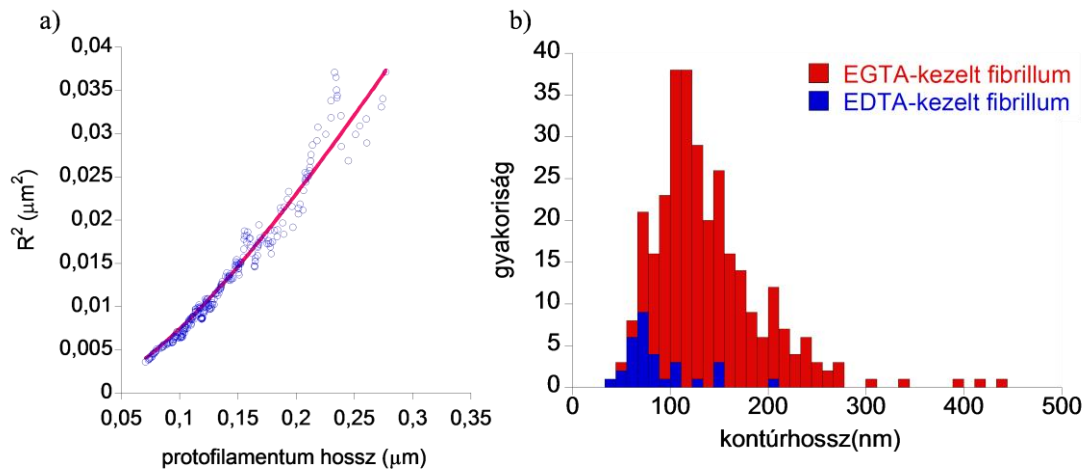 a)
0,04
0,035
0,03
0,025
0,02
0,015
0,01
0,005
0
R² (μm²)
0,05 0,1 0,15 0,2 0,25 0,3 0,35
protofilamentum hossz (μm)
b)
40
35
30
25
20
15
10
5
0
gyakoriság
EGTA-kezelt fibrillum
EDTA-kezelt fibrillum
0 100 200 300 400 500
kontúrhossz(nm)